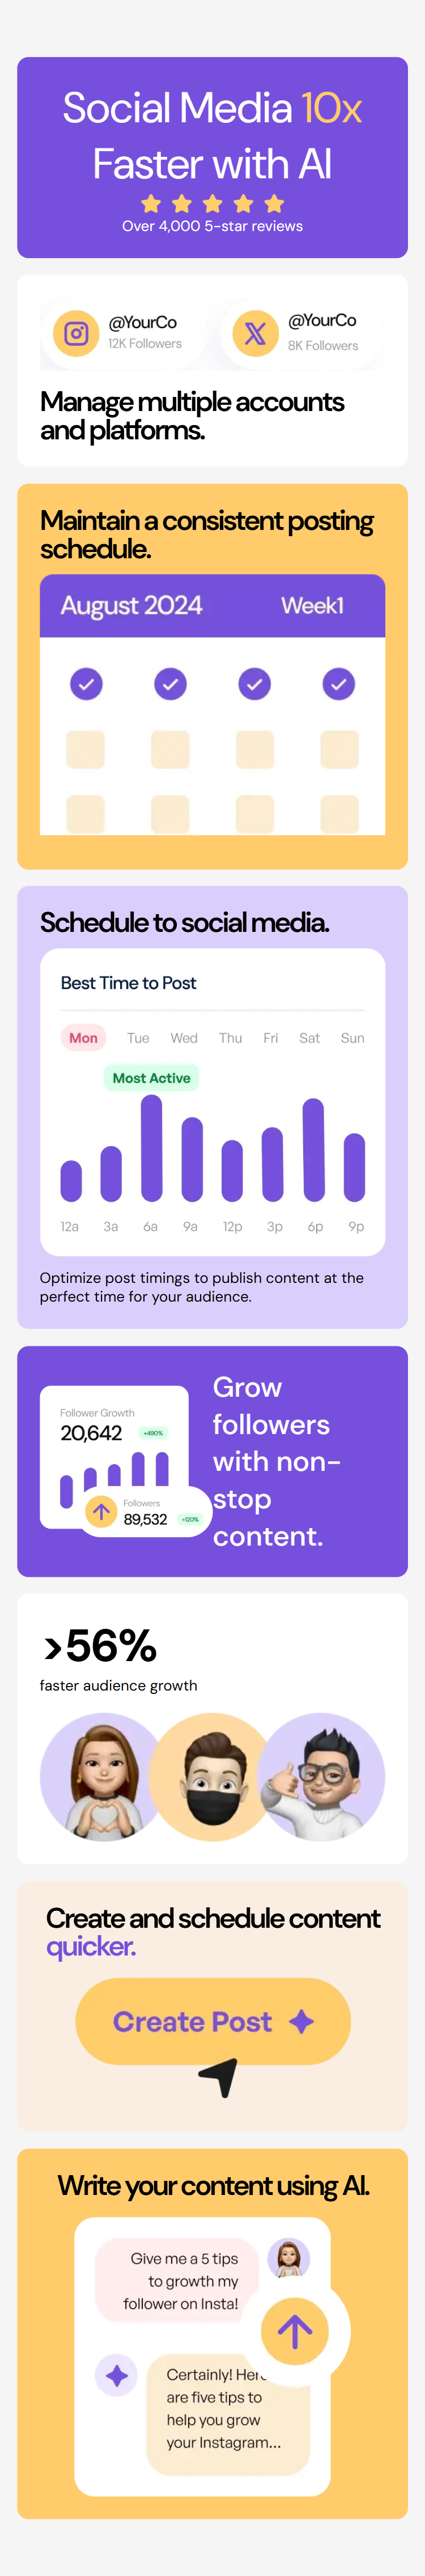 Social Media 10x
Faster with AI
Over 4,000 5-star reviews
@YourCo
12K Followers
@YourCo
8K Followers
Manage multiple accounts
and platforms.
Maintain a consistent posting
schedule.
August 2024 Week1
Schedule to social media.
Best Time to Post
Mon Tue Wed Thu Fri Sat Sun
Most Active
12a 3a 6a 9a 12p 3p 6p 9p
Optimize post timings to publish content at the
perfect time for your audience.
Follower Growth
20,642 +490%
Followers
89,532 +120%
Grow
followers
with non-
stop
content.
>56%
faster audience growth
Create and schedule content
quicker.
Create Post
Write your content using AI.
Give me a 5 tips
to growth my
follower on Insta!
Certainly! Here
are five tips to
help you grow
your Instagram...